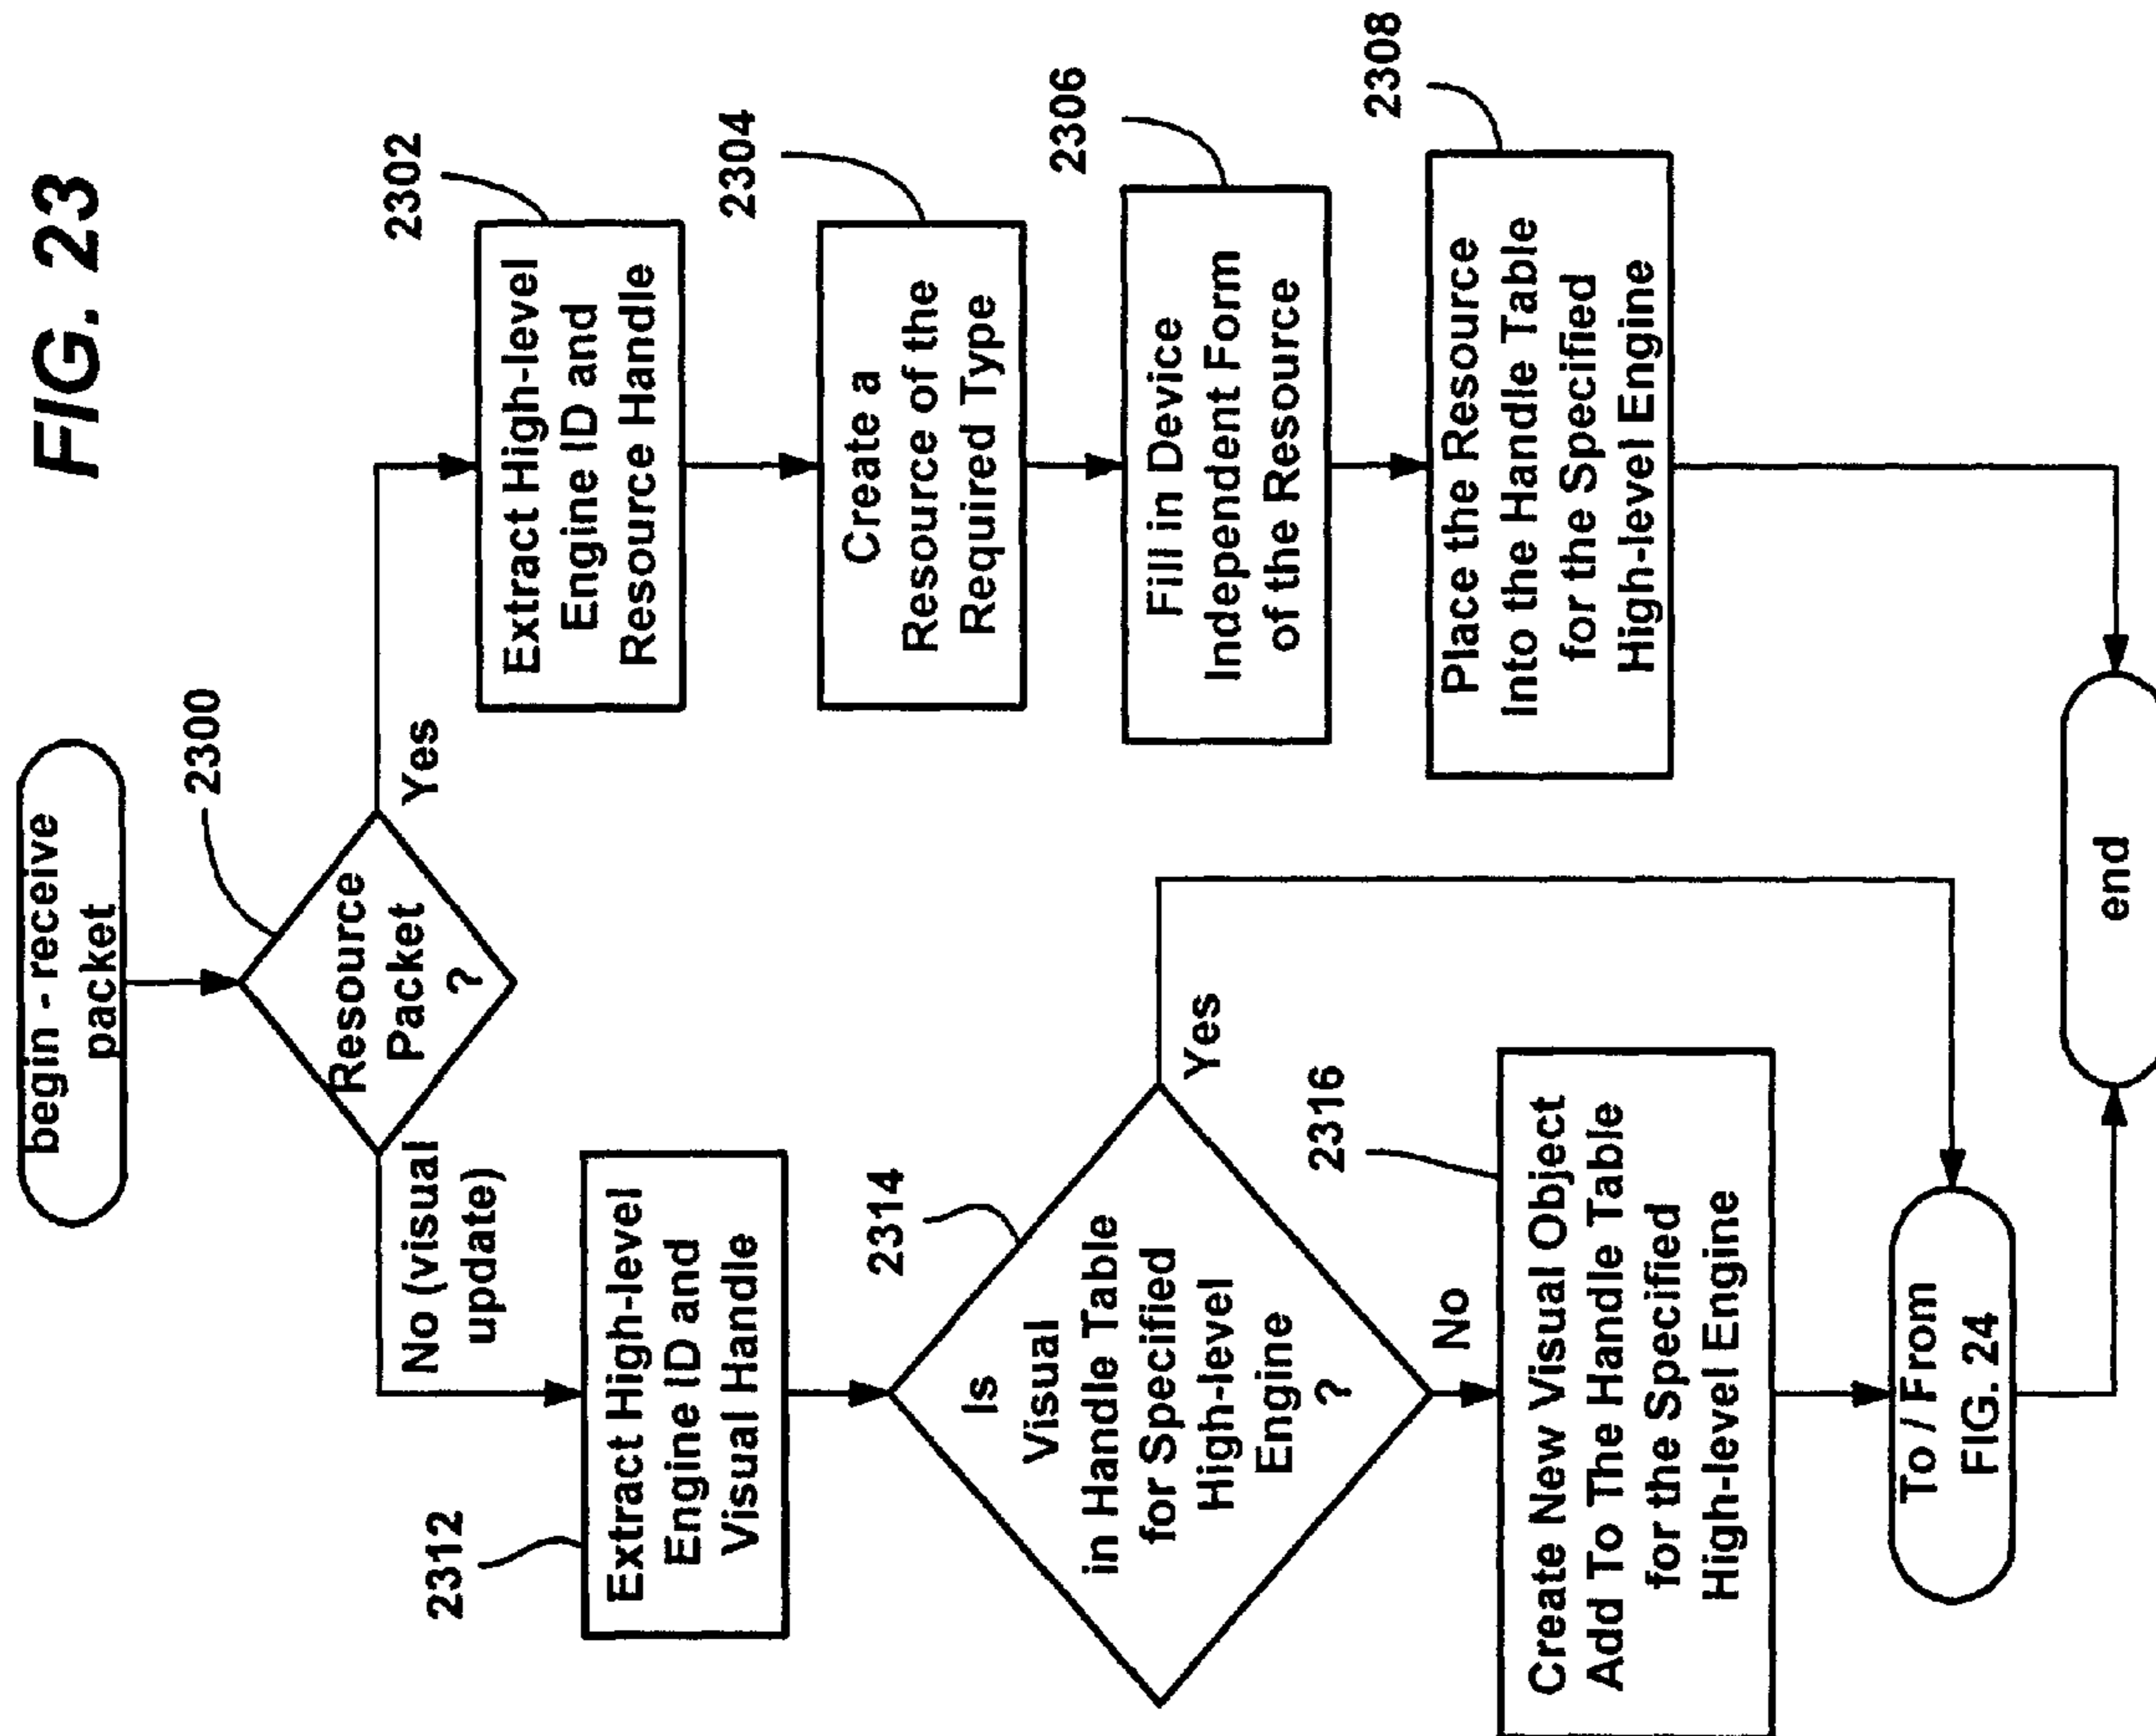 FIG. 23
begin - receive
packet
2300
Resource
Packet
?
Yes
No (visual
update)
2302
Extract High-level
Engine ID and
Resource Handle
2304
Create a
Resource of the
Required Type
2306
Fill in Device
Independent Form
of the Resource
2308
Place the Resource
Into the Handle Table
for the Specified
High-level Engine
2312
Extract High-level
Engine ID and
Visual Handle
2314
Is
Visual
in Handle Table
for Specified
High-level
Engine
?
Yes
No
2316
Create New Visual Object
Add To The Handle Table
for the Specified
High-level Engine
To / From
FIG. 24
end